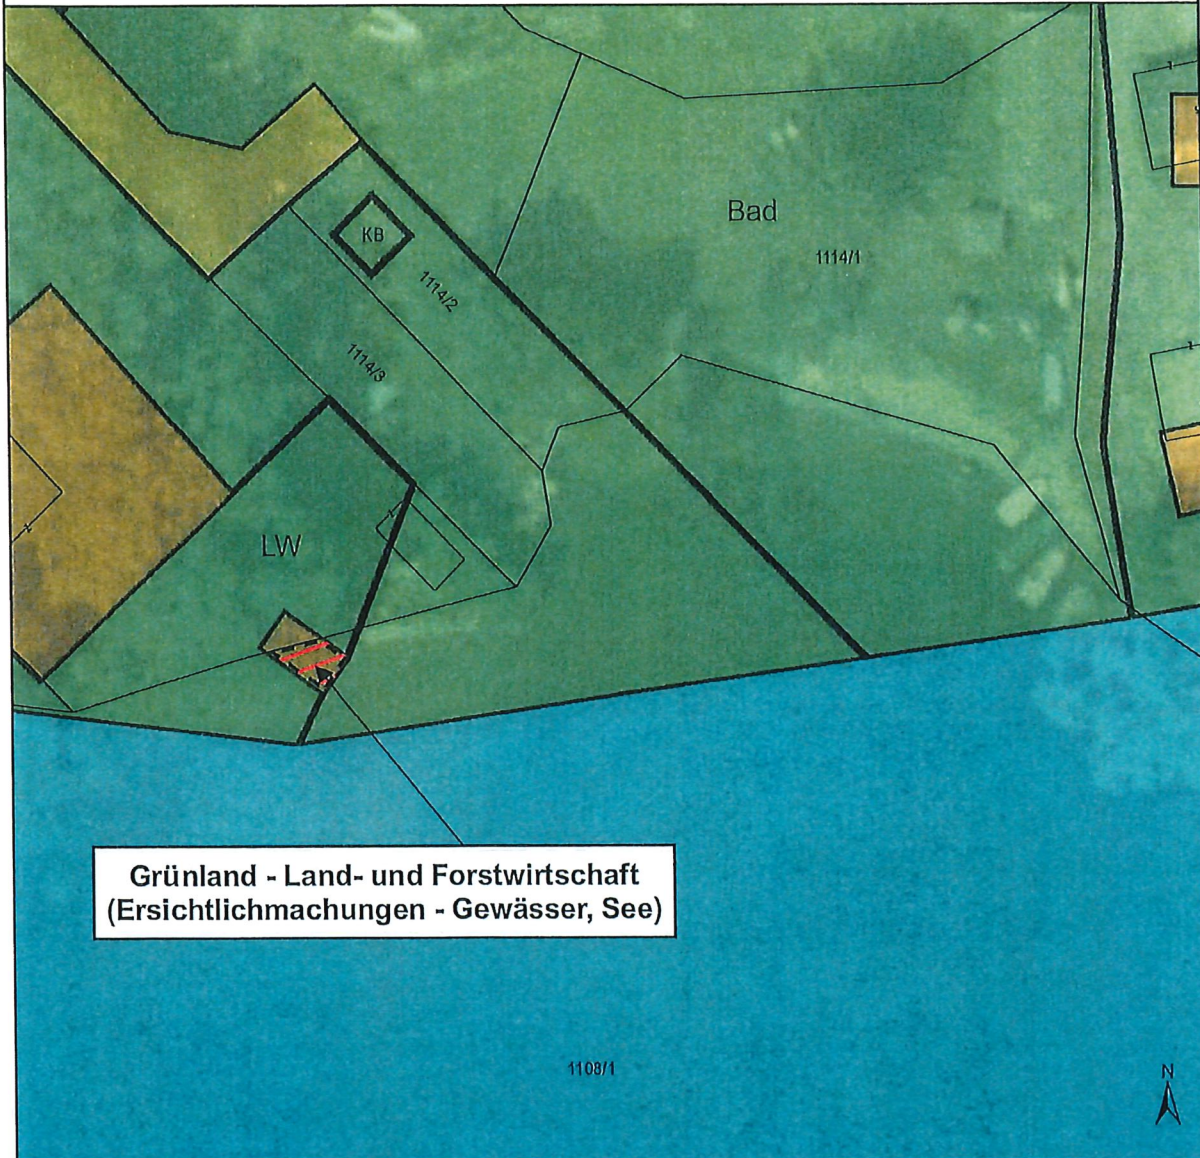 Bad
1114/1
KB
1114/2
1114/3
LW
Grünland - Land- und Forstwirtschaft
(Ersichtlichmachungen - Gewässer, See)
1108/1
N